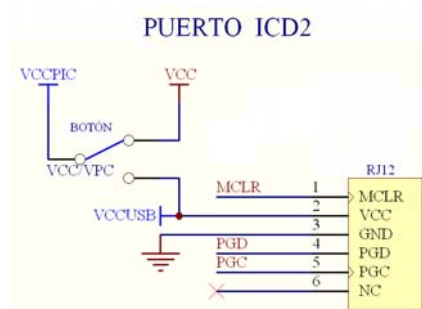 PUERTO ICD2
VCCPIC
VCC
BOTÓN
VCC/VPC
VCCUSB
RJ12
MCLR 1 MCLR
2 VCC
3 GND
PGD 4 PGD
PGC 5 PGC
6 NC